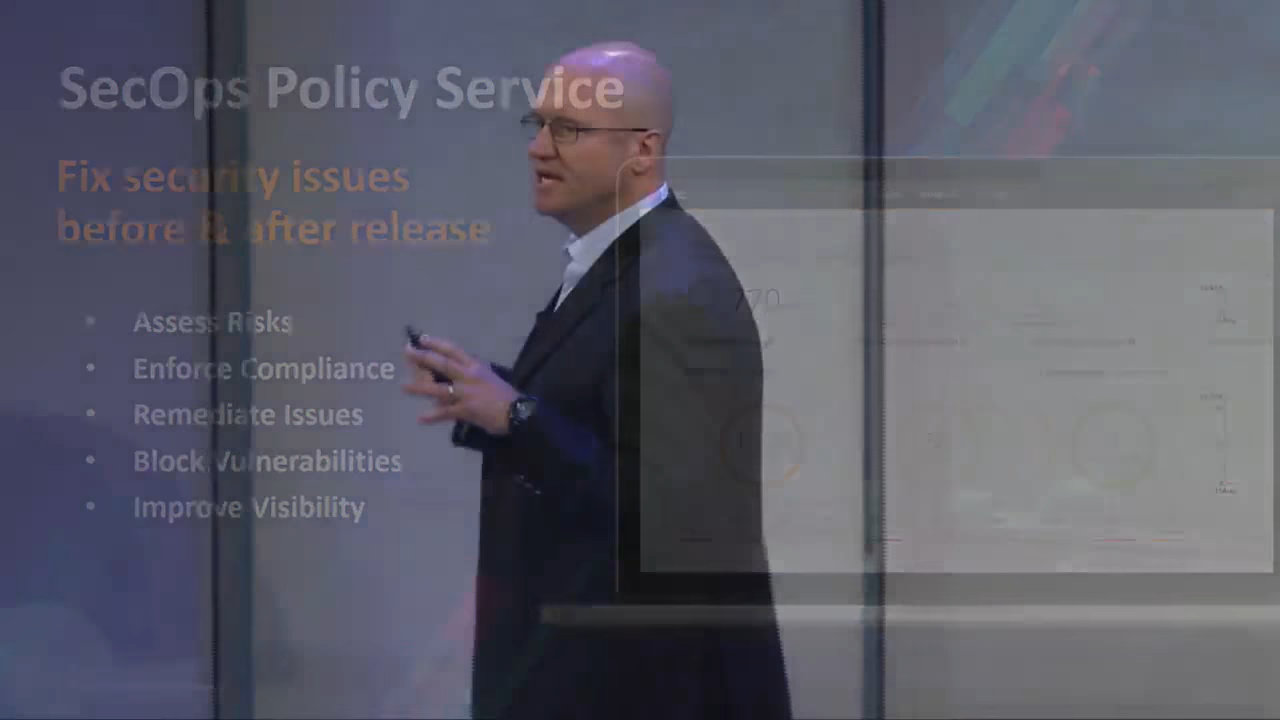 SecOps Policy Service
Fix security issues
before & after release
• Assess Risks
• Enforce Compliance
• Remediate Issues
• Block Vulnerabilities
• Improve Visibility
770